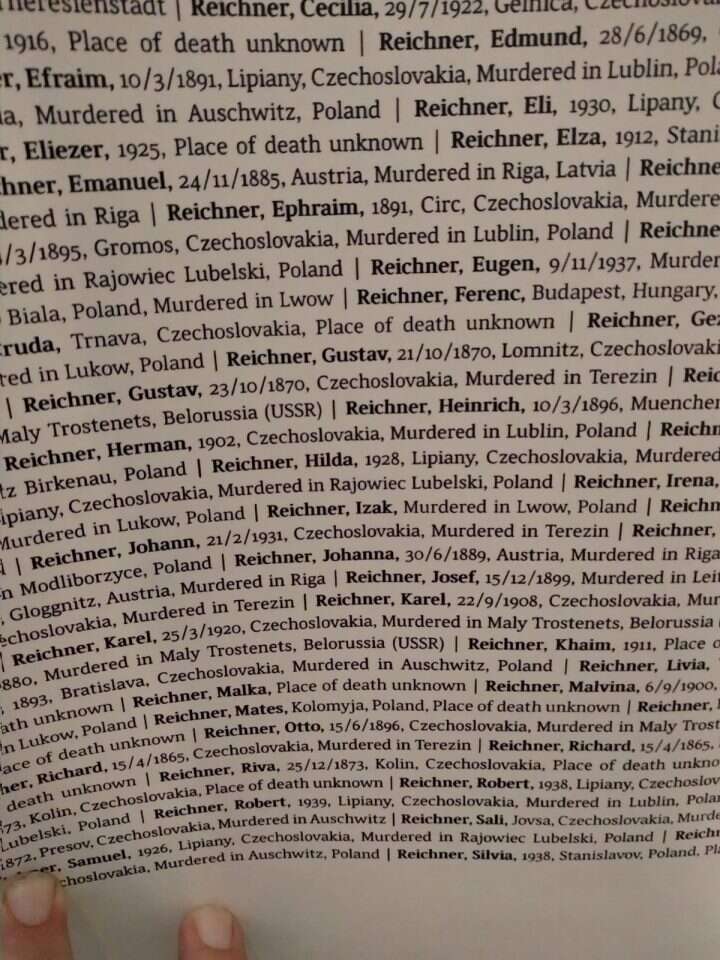 Theresienstadt | Reichner, Cecilia, 29/7/1922, Gelnica,
1916, Place of death unknown | Reichner, Edmund, 28/6/1869,
Efraim, 10/3/1891, Lipiany, Czechoslovakia, Murdered in Lublin,
Murdered in Auschwitz, Poland | Reichner, Eli, 1930, Lipany,
Eliezer, 1925, Place of death unknown | Reichner, Elza, 1912,
hner, Emanuel, 24/11/1885, Austria, Murdered in Riga, Latvia | Reichne
dered in Riga | Reichner, Ephraim, 1891, Circ, Czechoslovakia, Murdere
/3/1895, Gromos, Czechoslovakia, Murdered in Lublin, Poland | Reichne
ered in Rajowiec Lubelski, Poland | Reichner, Eugen, 9/11/1937, Murder
Biala, Poland, Murdered in Lwow | Reichner, Ferenc, Budapest, Hungary,
truda, Trnava, Czechoslovakia, Place of death unknown | Reichner, Gez
red in Lukow, Poland | Reichner, Gustav, 21/10/1870, Lomnitz, Czechoslovaki
| Reichner, Gustav, 23/10/1870, Czechoslovakia, Murdered in Terezin | Reic
Maly Trostenets, Belorussia (USSR) | Reichner, Heinrich, 10/3/1896, Muenchen
Reichner, Herman, 1902, Czechoslovakia, Murdered in Lublin, Poland | Reichn
tz Birkenau, Poland | Reichner, Hilda, 1928, Lipiany, Czechoslovakia, Murdered
ipiany, Czechoslovakia, Murdered in Rajowiec Lubelski, Poland | Reichner, Irena,
Murdered in Lukow, Poland | Reichner, Izak, Murdered in Lwow, Poland | Reichn
| Reichner, Johann, 21/2/1931, Czechoslovakia, Murdered in Terezin | Reichner,
n Modliborzyce, Poland | Reichner, Johanna, 30/6/1889, Austria, Murdered in Riga
, Gloggnitz, Austria, Murdered in Riga | Reichner, Josef, 15/12/1899, Murdered in Leit
echoslovakia, Murdered in Terezin | Reichner, Karel, 22/9/1908, Czechoslovakia, Mur
| Reichner, Karel, 25/3/1920, Czechoslovakia, Murdered in Maly Trostenets, Belorussia
880, Murdered in Maly Trostenets, Belorussia (USSR) | Reichner, Khaim, 1911, Place o
, 1893, Bratislava, Czechoslovakia, Murdered in Auschwitz, Poland | Reichner, Livia,
ath unknown | Reichner, Malka, Place of death unknown | Reichner, Malvina, 6/9/1900,
n Lukow, Poland | Reichner, Mates, Kolomyja, Poland, Place of death unknown | Reichner,
ace of death unknown | Reichner, Otto, 15/6/1896, Czechoslovakia, Murdered in Maly Trost
her, Richard, 15/4/1865, Czechoslovakia, Murdered in Terezin | Reichner, Richard, 15/4/1865,
death unknown | Reichner, Riva, 25/12/1873, Kolin, Czechoslovakia, Place of death unkno
73, Kolin, Czechoslovakia, Place of death unknown | Reichner, Robert, 1938, Lipiany, Czechoslov
Lubelski, Poland | Reichner, Robert, 1939, Lipiany, Czechoslovakia, Murdered in Lublin, Polan
1872, Presov, Czechoslovakia, Murdered in Auschwitz | Reichner, Sali, Jovsa, Czechoslovakia, Murde
Samuel, 1926, Lipiany, Czechoslovakia, Murdered in Rajowiec Lubelski, Poland | Reichn
choslovakia, Murdered in Auschwitz, Poland | Reichner, Silvia, 1938, Stanislavov, Poland,